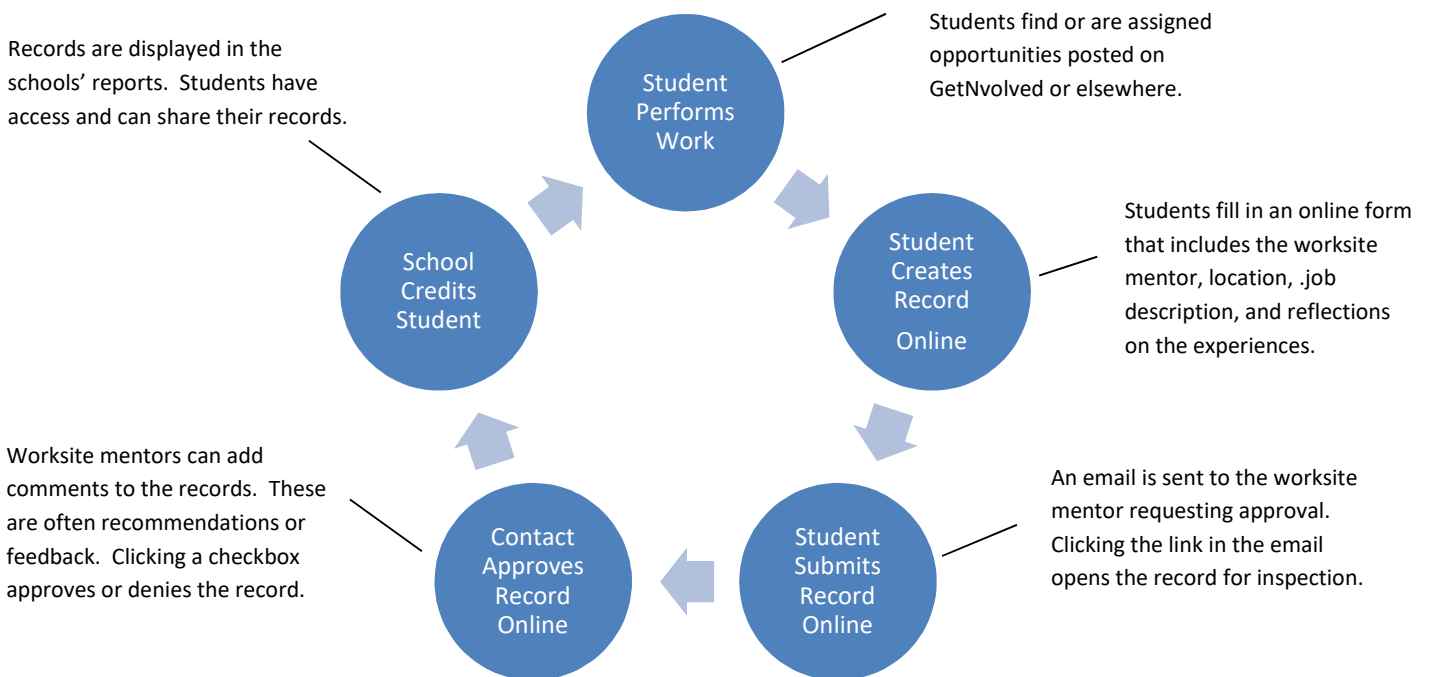 Students find or are assigned
opportunities posted on
GetNvolved or elsewhere.
Records are displayed in the
schools’ reports.  Students have
access and can share their records.
Student
Performs
Work
Students fill in an online form
that includes the worksite
mentor, location, .job
description, and reflections
on the experiences.
Student
Creates
Record
Online
School
Credits
Student
Worksite mentors can add
comments to the records.  These
are often recommendations or
feedback.  Clicking a checkbox
approves or denies the record.
An email is sent to the worksite
mentor requesting approval.
Clicking the link in the email
opens the record for inspection.
Contact
Approves
Record
Online
Student
Submits
Record
Online